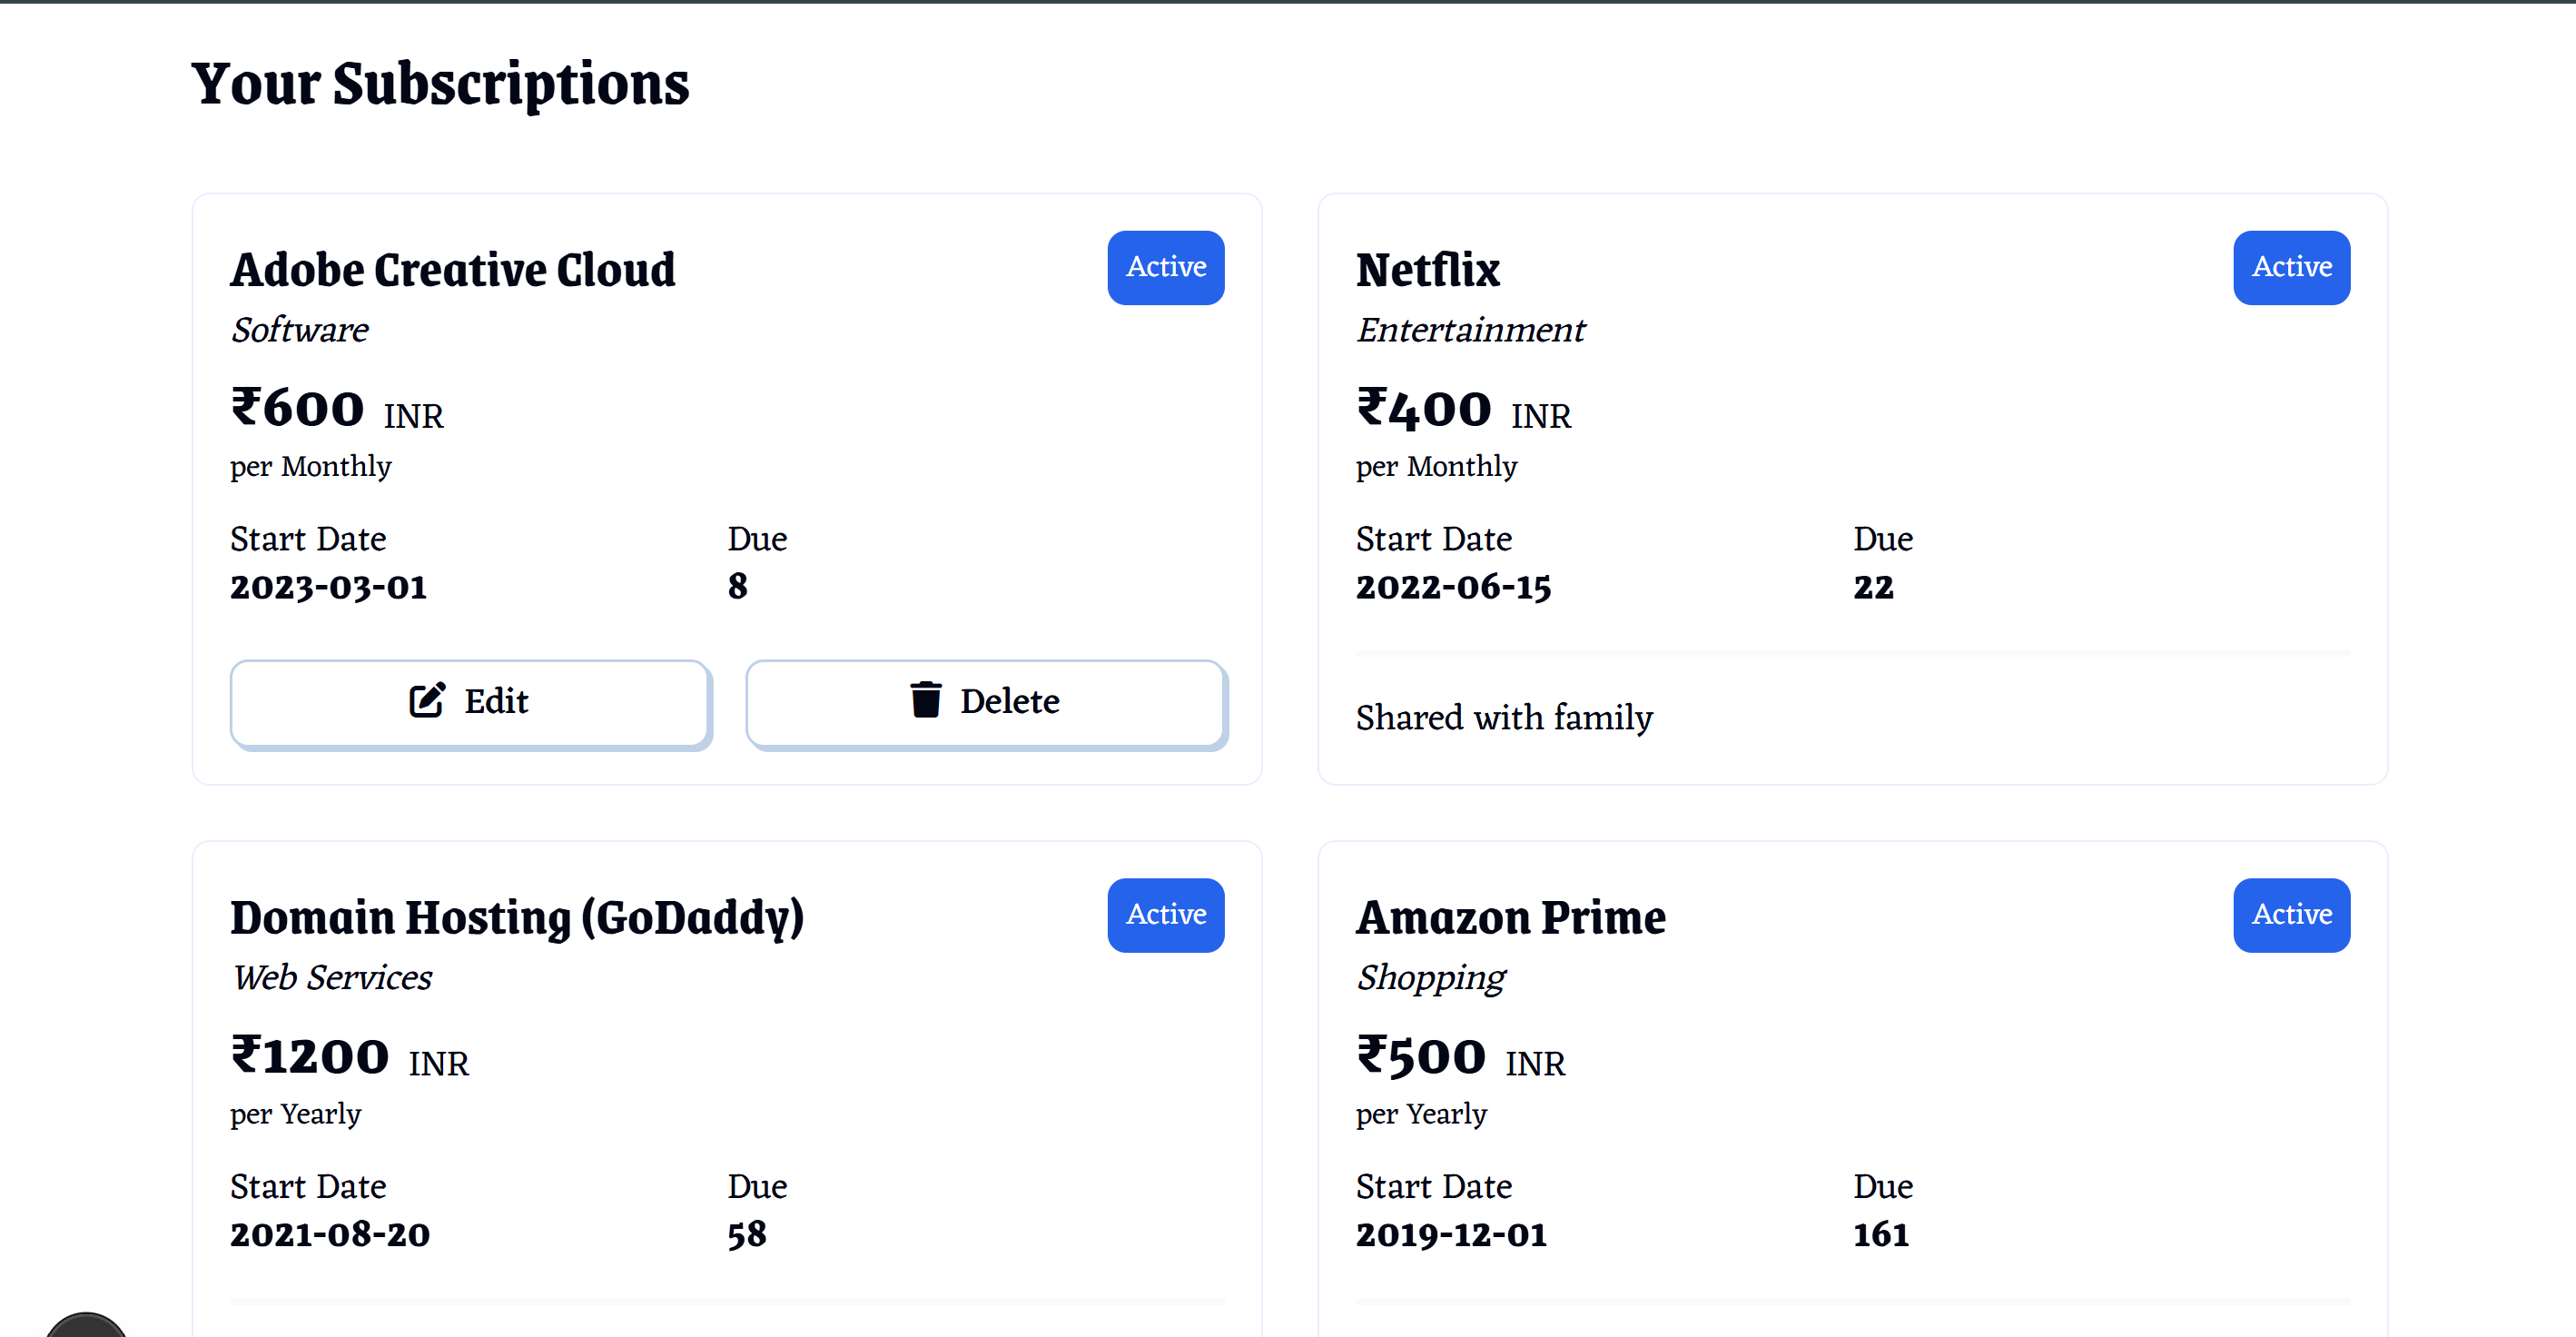 Your Subscriptions
Adobe Creative Cloud
Active
Software
₹600 INR
per Monthly
Start Date
2023-03-01
Due
8
Edit
Delete
Netflix
Active
Entertainment
₹400 INR
per Monthly
Start Date
2022-06-15
Due
22
Shared with family
Domain Hosting (GoDaddy)
Active
Web Services
₹1200 INR
per Yearly
Start Date
2021-08-20
Due
58
Amazon Prime
Active
Shopping
₹500 INR
per Yearly
Start Date
2019-12-01
Due
161